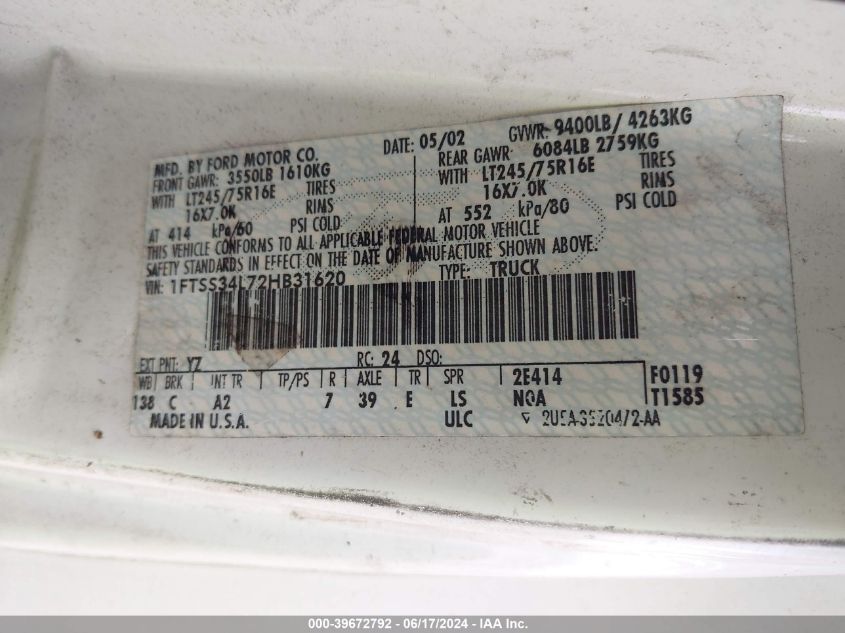 MFD. BY FORD MOTOR CO.
DATE: 05/02 GVWR: 9400LB/ 4263KG
FRONT GAWR: 3550LB 1610KG
REAR GAWR: 6084LB 2759KG
WITH LT245/75R16E TIRES
WITH LT245/75R16E TIRES
16X7.0K RIMS
16X7.0K RIMS
AT 414 kPa/60 PSI COLD
AT 552 kPa/80 PSI COLD
THIS VEHICLE CONFORMS TO ALL APPLICABLE FEDERAL MOTOR VEHICLE
SAFETY STANDARDS IN EFFECT ON THE DATE OF MANUFACTURE SHOWN ABOVE.
VIN: 1FTSS34L72HB31620
TYPE: TRUCK
EXT PNT: YZ RC: 24 DSO:
WB BRK INT TR TP/PS R AXLE TR SPR 2E414 F0119
138 C A2 7 39 E LS NQA T1585
MADE IN U.S.A. ULC
000-39672792 - 06/17/2024 - IAA, US-LLC